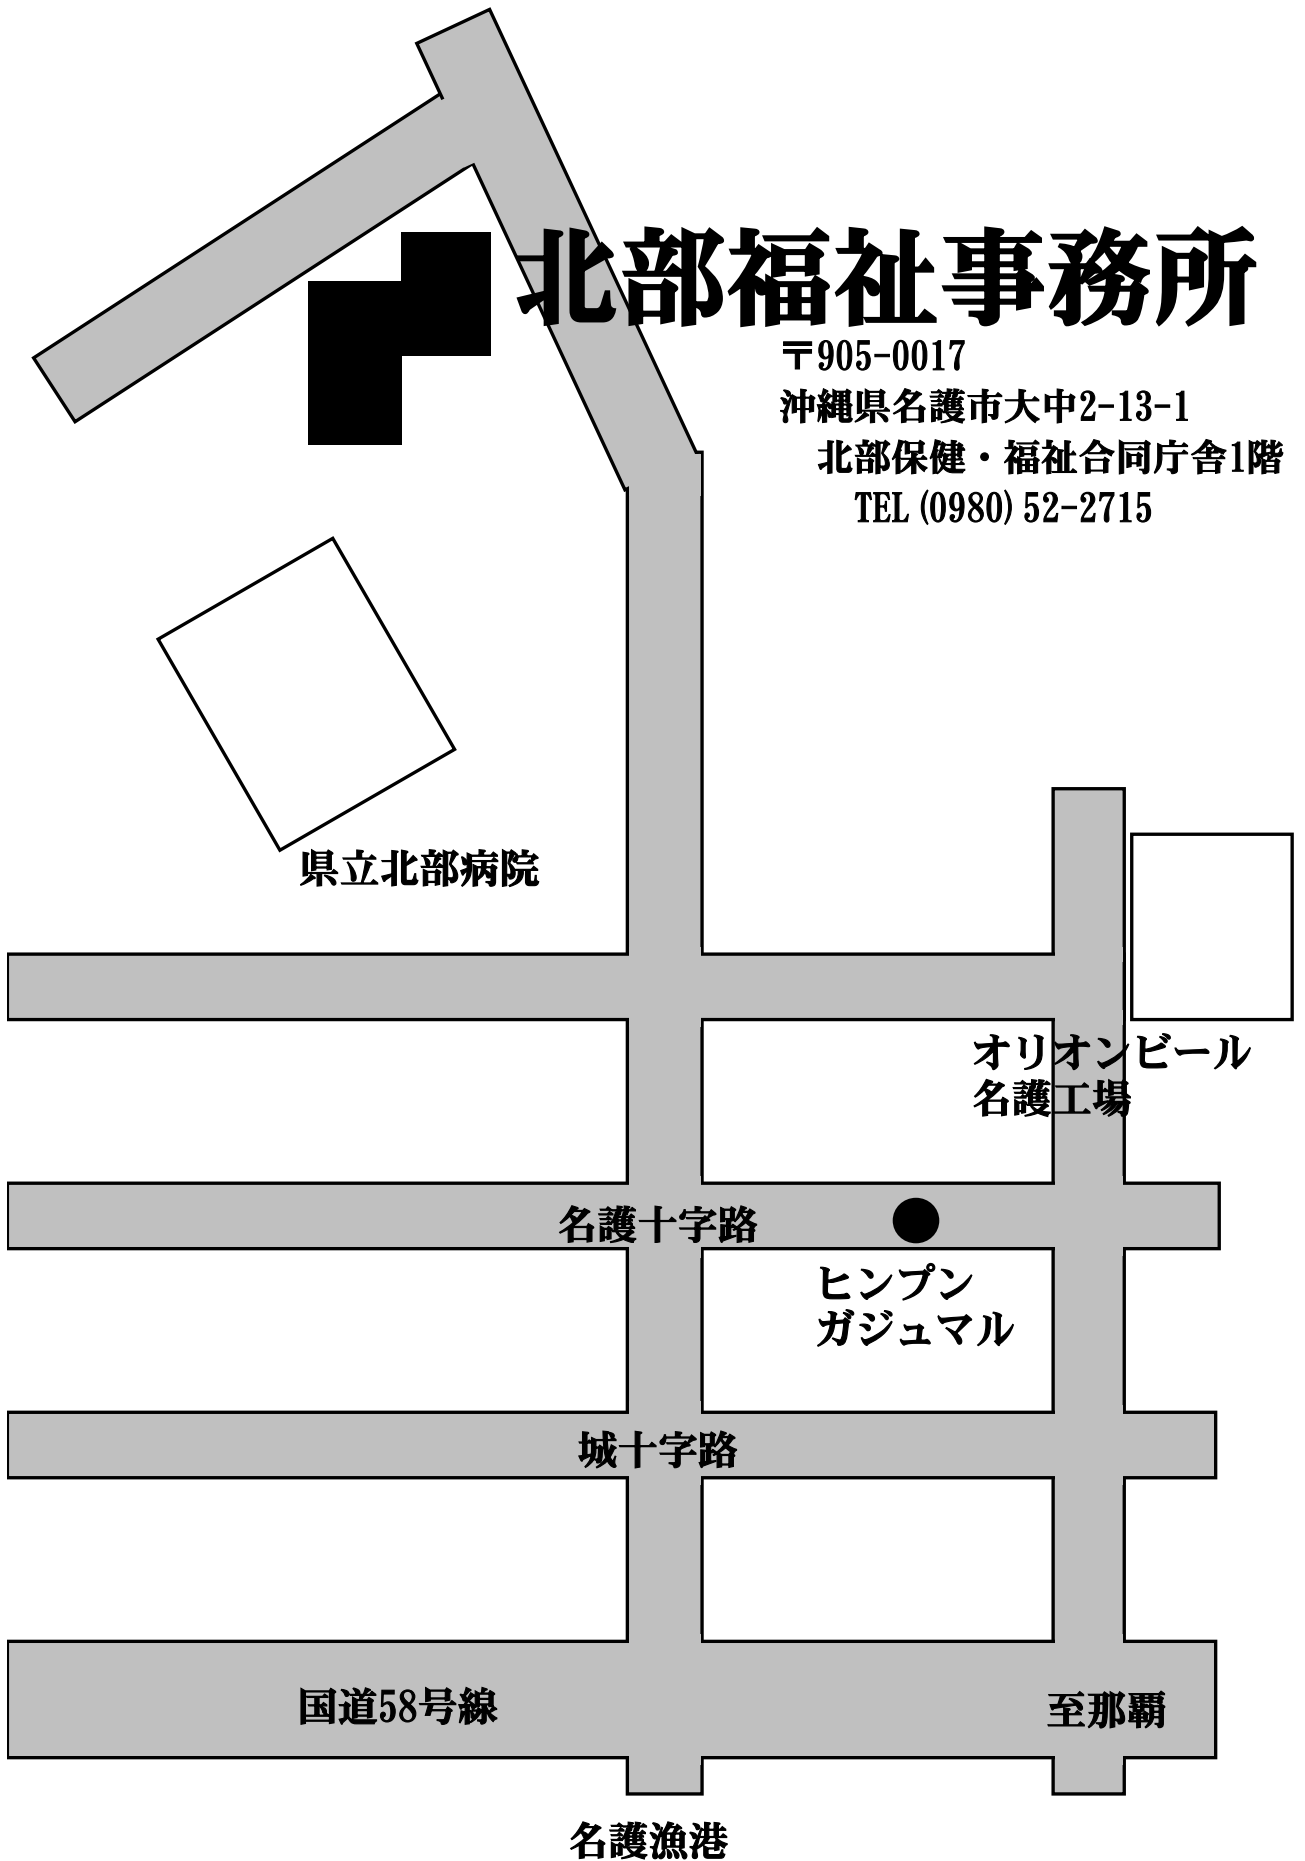 北部福祉事務所
〒905-0017
沖縄県名護市大中2-13-1
北部保健・福祉合同庁舎1階
TEL (0980) 52-2715
県立北部病院
オリオンビール
名護工場
名護十字路
ヒンプン
ガジュマル
城十字路
国道58号線
至那覇
名護漁港